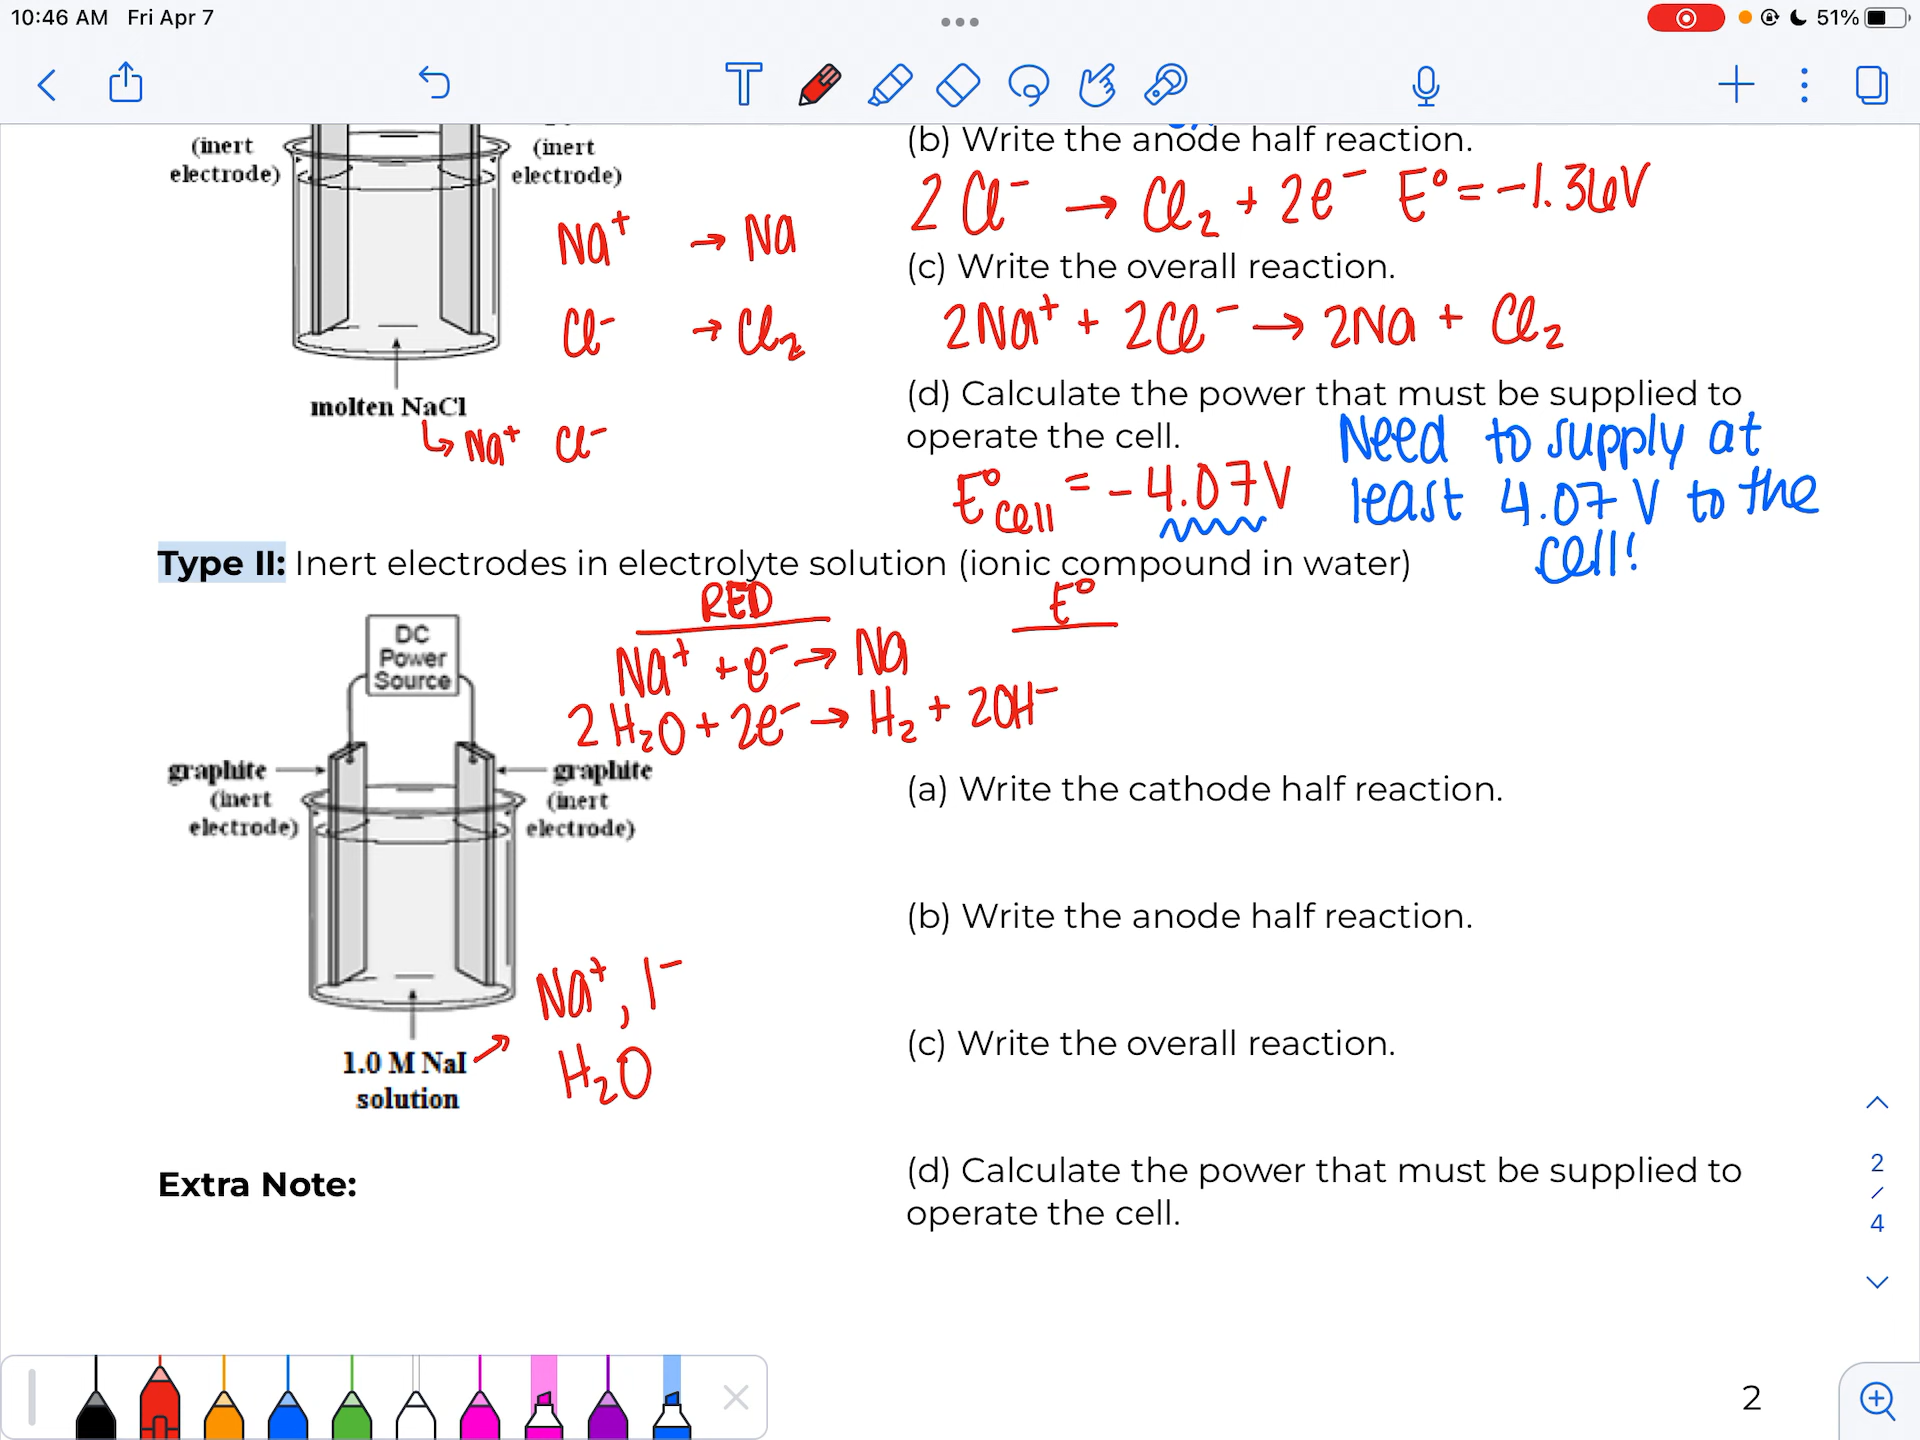 10:46 AM Fri Apr 7
51%
(inert electrode)
(inert electrode)
Na⁺ → Na
Cl⁻ → Cl₂
molten NaCl
↳ Na⁺ Cl⁻
(b) Write the anode half reaction.
2Cl⁻ → Cl₂ + 2e⁻ E° = -1.36V
(c) Write the overall reaction.
2Na⁺ + 2Cl⁻ → 2Na + Cl₂
(d) Calculate the power that must be supplied to
operate the cell.
E°cell = -4.07V
Need to supply at
least 4.07 V to the
cell!
Type II: Inert electrodes in electrolyte solution (ionic compound in water)
RED E°
Na⁺ + e⁻ → Na
2H₂O + 2e⁻ → H₂ + 2OH⁻
DC
Power
Source
graphite
(inert
electrode)
graphite
(inert
electrode)
1.0 M NaI
solution
→ Na⁺, I⁻
H₂O
(a) Write the cathode half reaction.
(b) Write the anode half reaction.
(c) Write the overall reaction.
(d) Calculate the power that must be supplied to
operate the cell.
Extra Note:
2
/
4
2